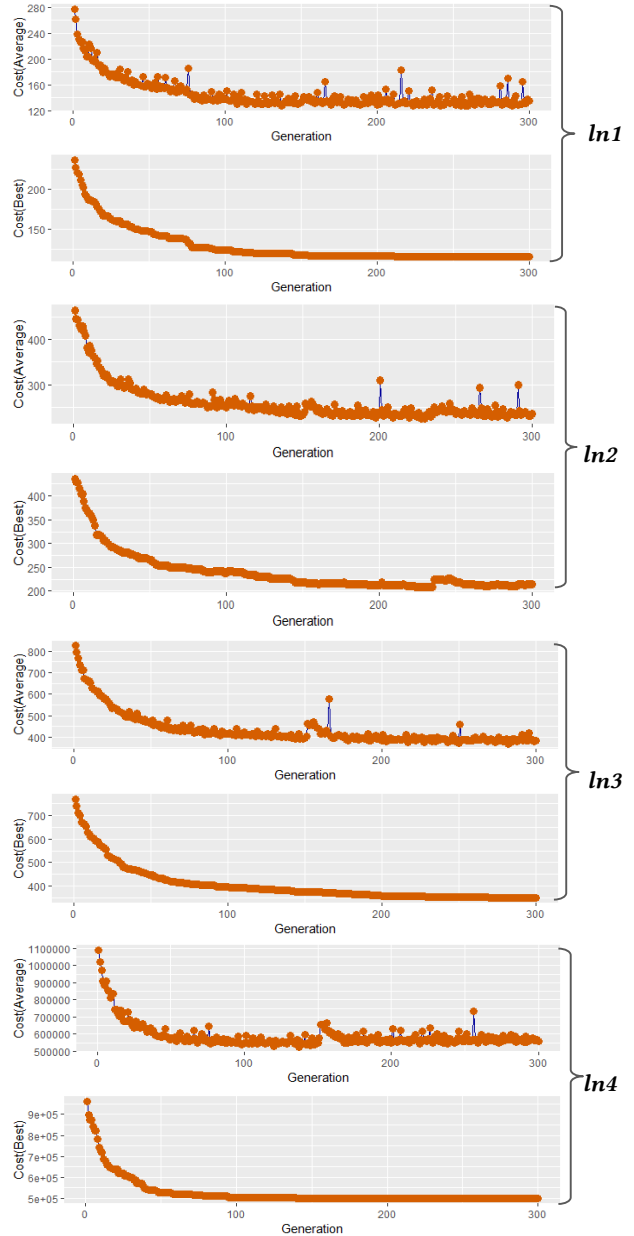 Cost(Average)
280
240
200
160
120
0
100
200
300
Generation
ln1
Cost(Best)
200
150
0
100
200
300
Generation
Cost(Average)
400
300
0
100
200
300
Generation
ln2
Cost(Best)
400
350
300
250
200
0
100
200
300
Generation
Cost(Average)
800
700
600
500
400
0
100
200
300
Generation
ln3
Cost(Best)
700
600
500
400
0
100
200
300
Generation
Cost(Average)
1100000
1000000
900000
800000
700000
600000
500000
0
100
200
300
Generation
ln4
Cost(Best)
9e+05
8e+05
7e+05
6e+05
5e+05
0
100
200
300
Generation